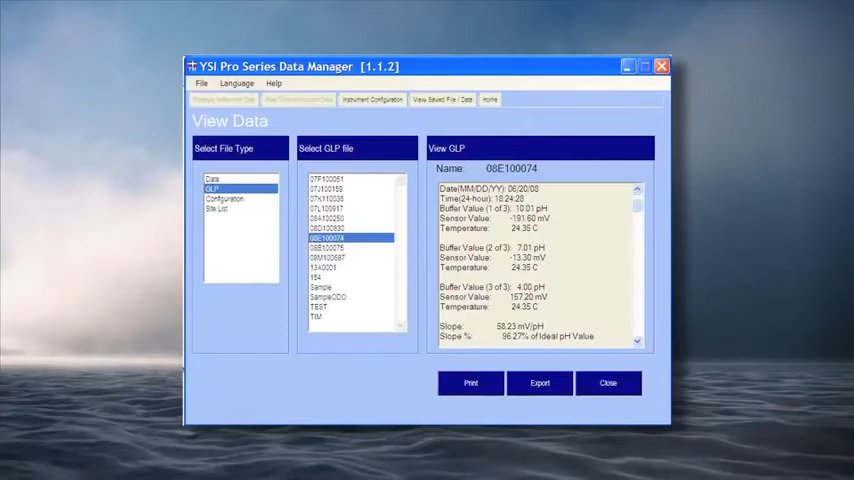 YSI Pro Series Data Manager [1.1.2]
File Language Help
Instrument Configuration View Saved File / Data Home
View Data
Select File Type
Data
GLP
Configuration
Site List
Select GLP file
07F100051
07J100159
07K110036
07L100917
08A100250
08D100830
08E100074
08E100075
08M100587
13A0001
154
Sample
SampleCDO
TEST
TIM
View GLP
Name: 08E100074
Date(MM/DD/YY): 06/20/08
Time(24-hour): 18:24:28
Buffer Value (1 of 3): 10.01 pH
Sensor Value: -191.60 mV
Temperature: 24.35 C
Buffer Value (2 of 3): 7.01 pH
Sensor Value: -13.30 mV
Temperature: 24.35 C
Buffer Value (3 of 3): 4.00 pH
Sensor Value: 157.20 mV
Temperature: 24.35 C
Slope: 58.23 mV/pH
Slope %: 96.27% of Ideal pH Value
Print Export Close